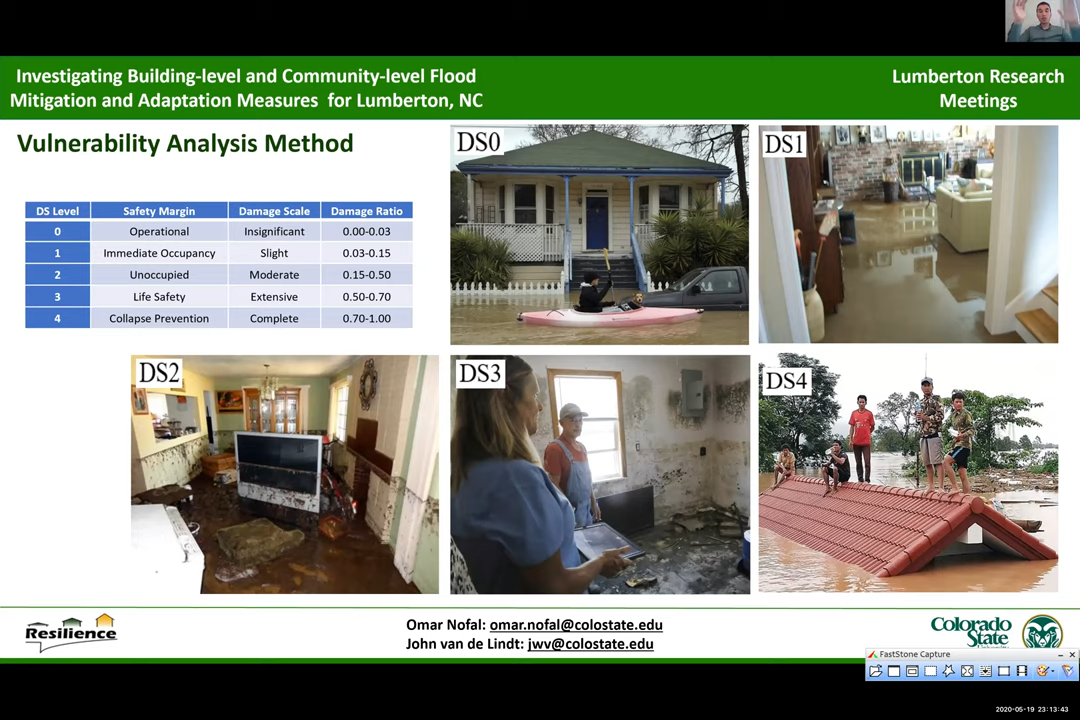 Investigating Building-level and Community-level Flood
Mitigation and Adaptation Measures for Lumberton, NC
Lumberton Research
Meetings
Vulnerability Analysis Method
DS Level Safety Margin Damage Scale Damage Ratio
0 Operational Insignificant 0.00-0.03
1 Immediate Occupancy Slight 0.03-0.15
2 Unoccupied Moderate 0.15-0.50
3 Life Safety Extensive 0.50-0.70
4 Collapse Prevention Complete 0.70-1.00
DS0
DS1
DS2
DS3
DS4
Resilience
Omar Nofal: omar.nofal@colostate.edu
John van de Lindt: jwv@colostate.edu
Colorado
State
FastStone Capture
2020-05-19 23:13:43